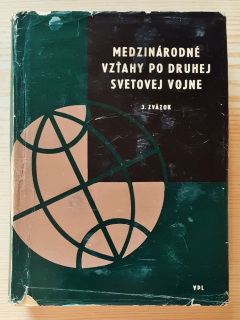 MEDZINÁRODNÉ
VZŤAHY PO DRUHEJ
SVETOVEJ VOJNE
3. ZVÄZOK
VPL